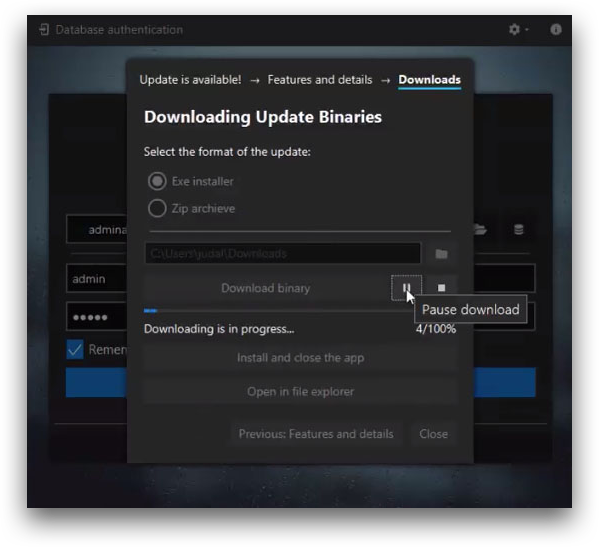 Database authentication
Update is available! → Features and details → Downloads
Downloading Update Binaries
Select the format of the update:
Exe installer
Zip archieve
C:\User\judal\Downloads
admina
admin
Download binary
Pause download
•••••
Downloading is in progress... 4/100%
Remem
Install and close the app
Open in file explorer
Previous: Features and details Close